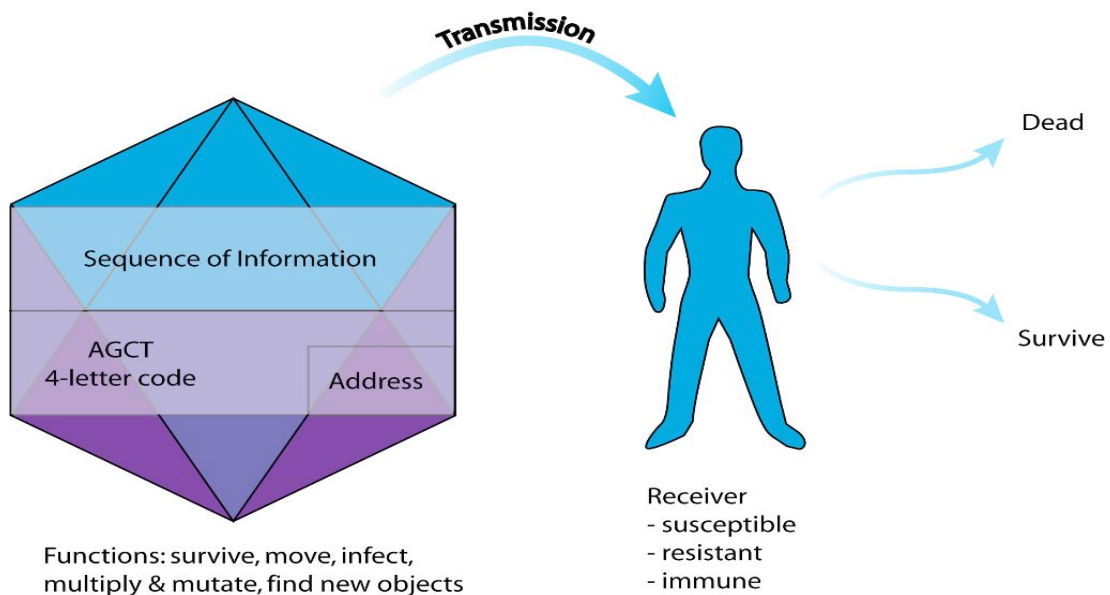 Transmission
Sequence of Information
AGCT
4-letter code
Address
Functions: survive, move, infect,
multiply & mutate, find new objects
Receiver
- susceptible
- resistant
- immune
Dead
Survive